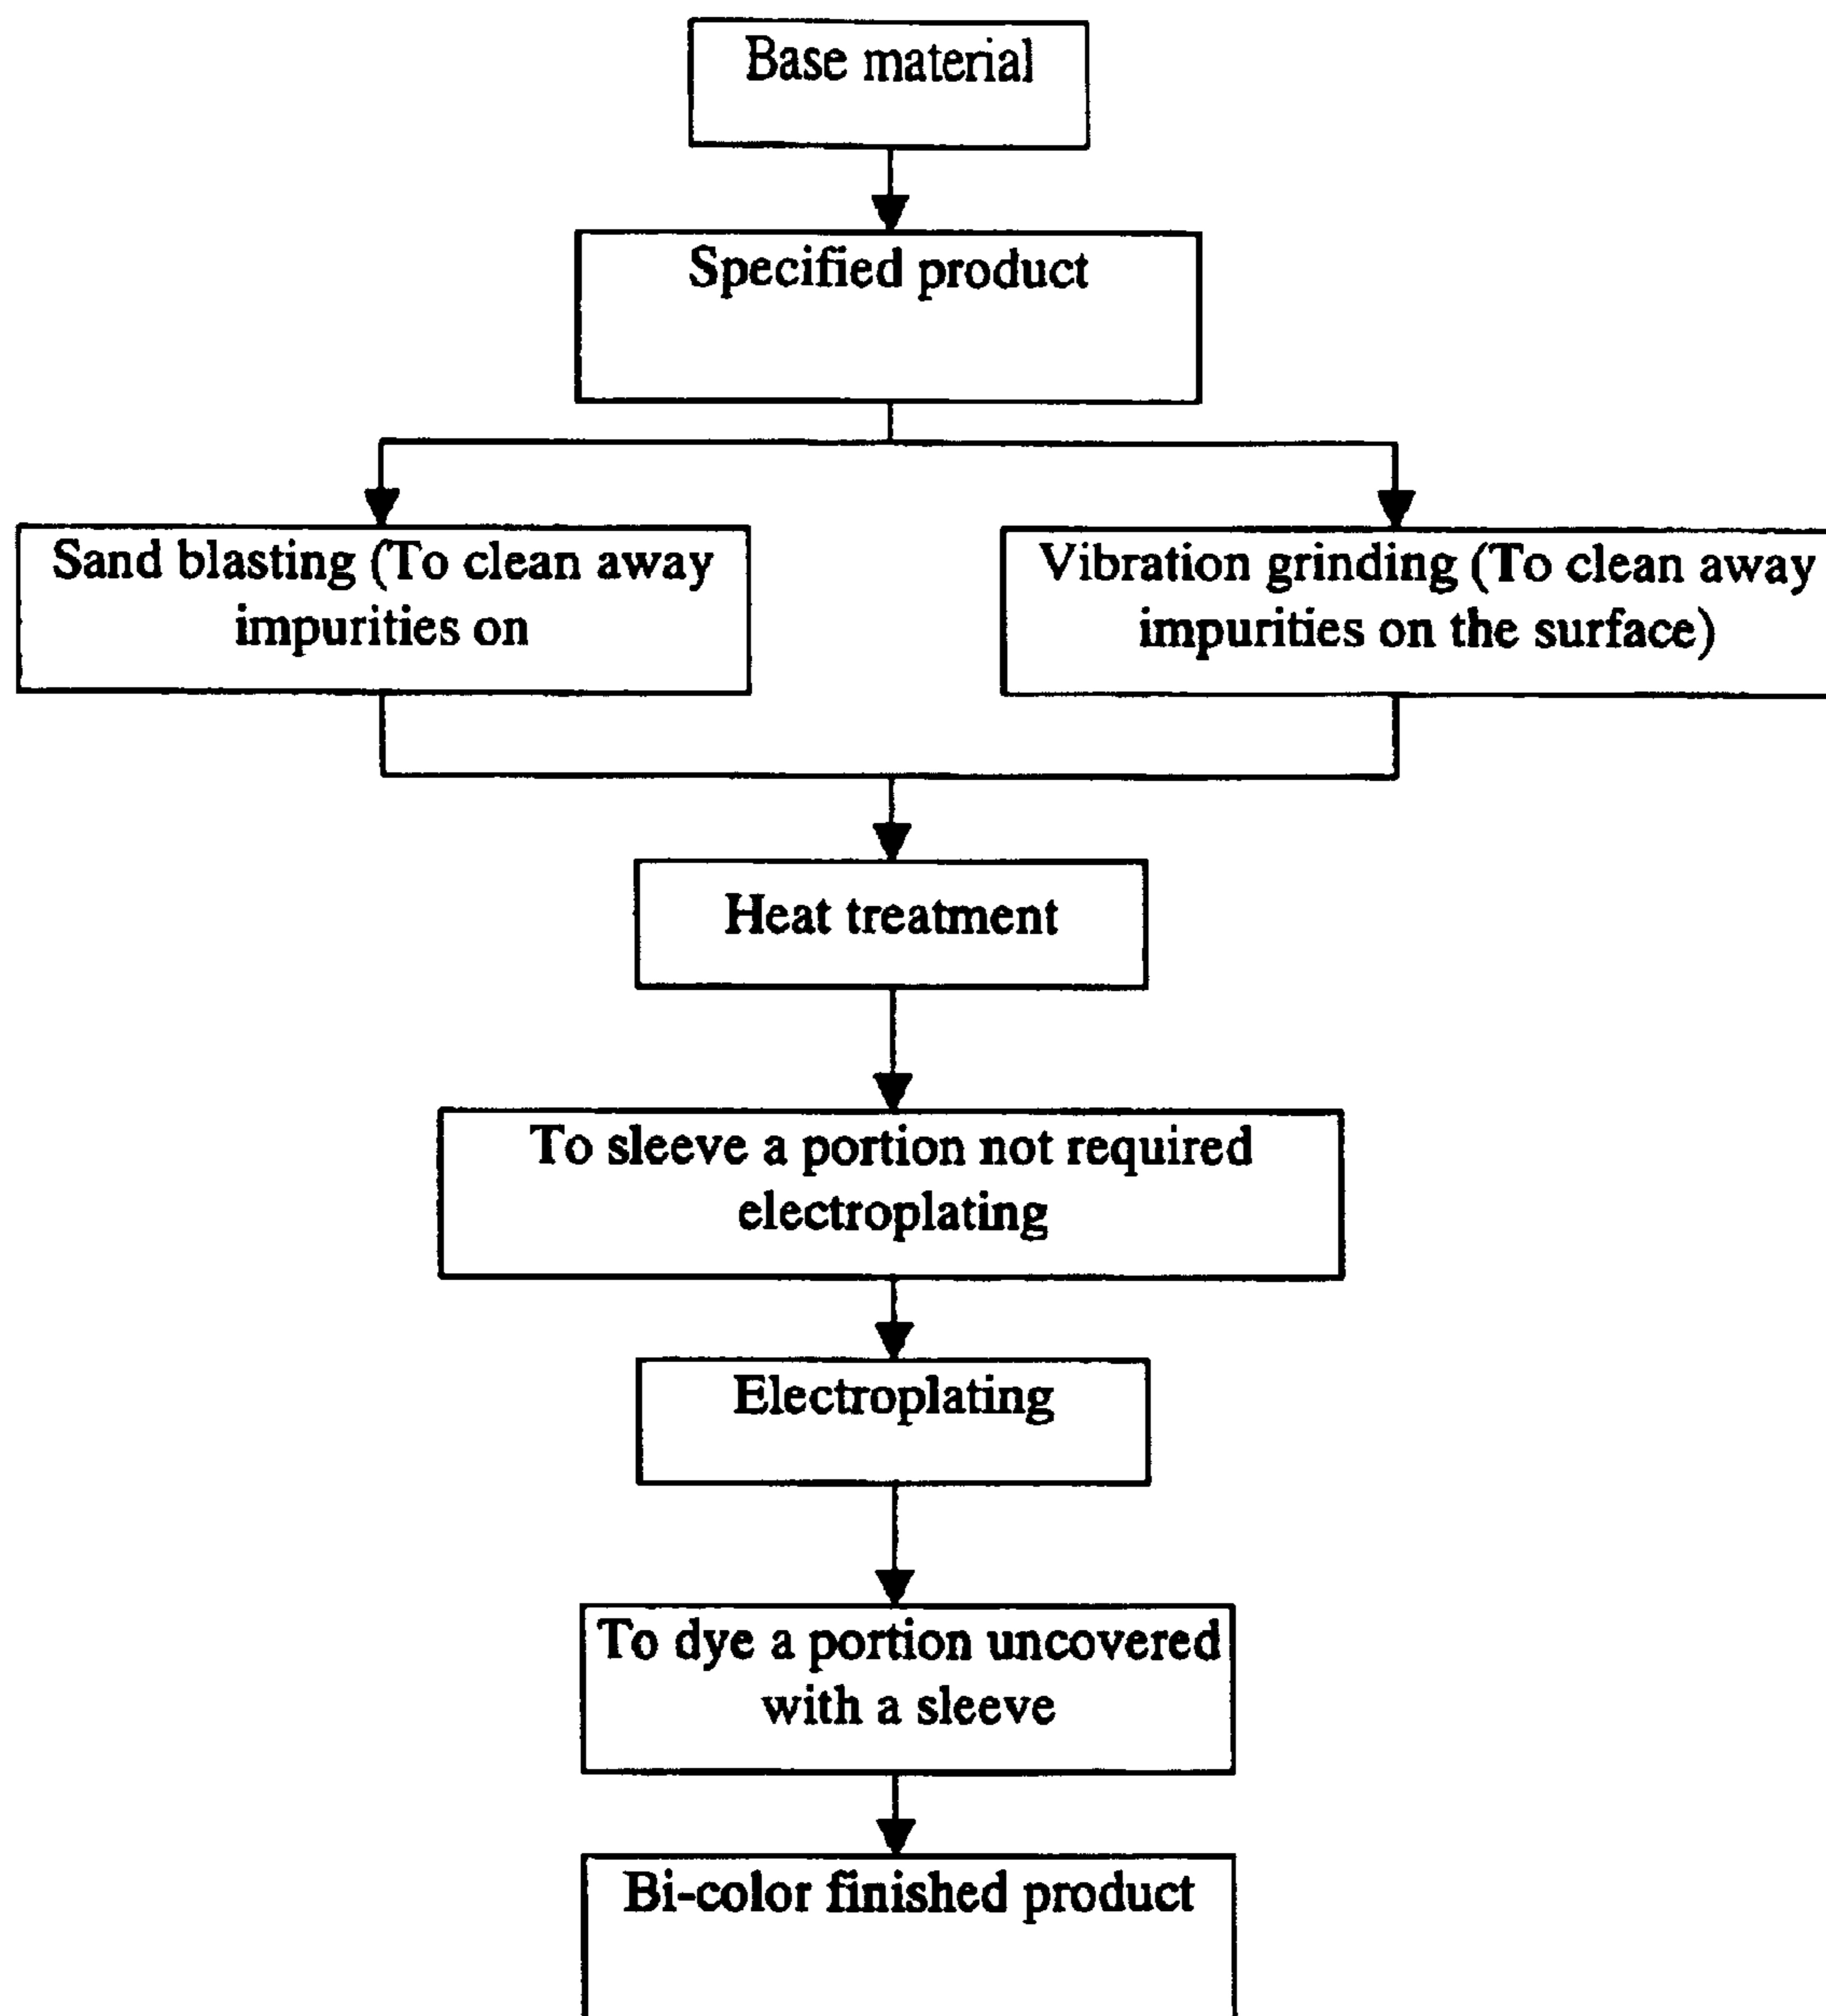 Base material
Specified product
Sand blasting (To clean away
impurities on
Vibration grinding (To clean away
impurities on the surface)
Heat treatment
To sleeve a portion not required
electroplating
Electroplating
To dye a portion uncovered
with a sleeve
Bi-color finished product